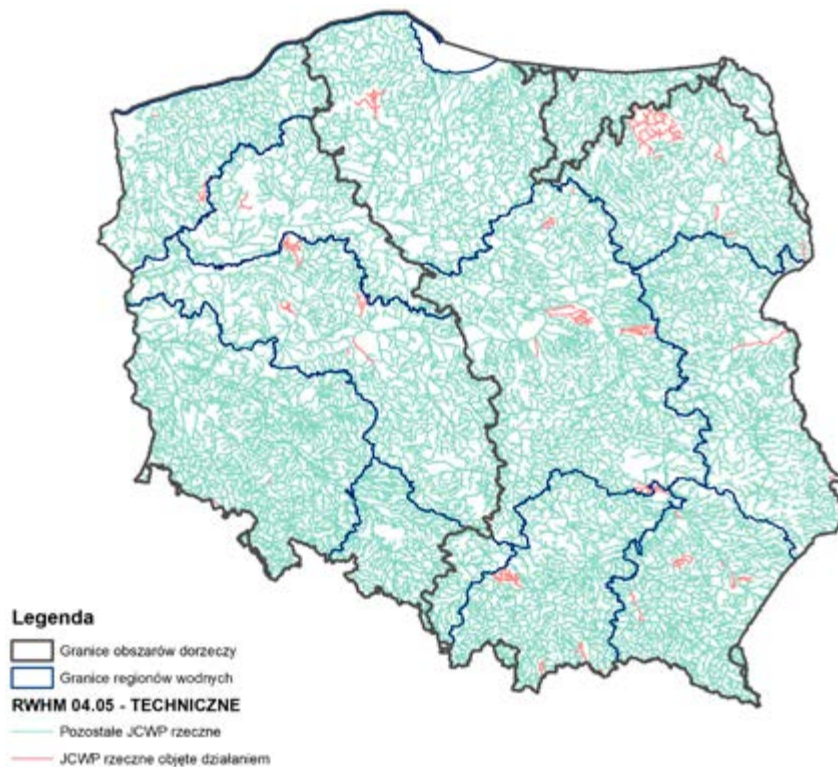 Legenda
Granice obszarów dorzeczy
Granice regionów wodnych
RWHM 04.05 - TECHNICZNE
Pozostałe JCWP rzeczne
JCWP rzeczne objęte działaniem